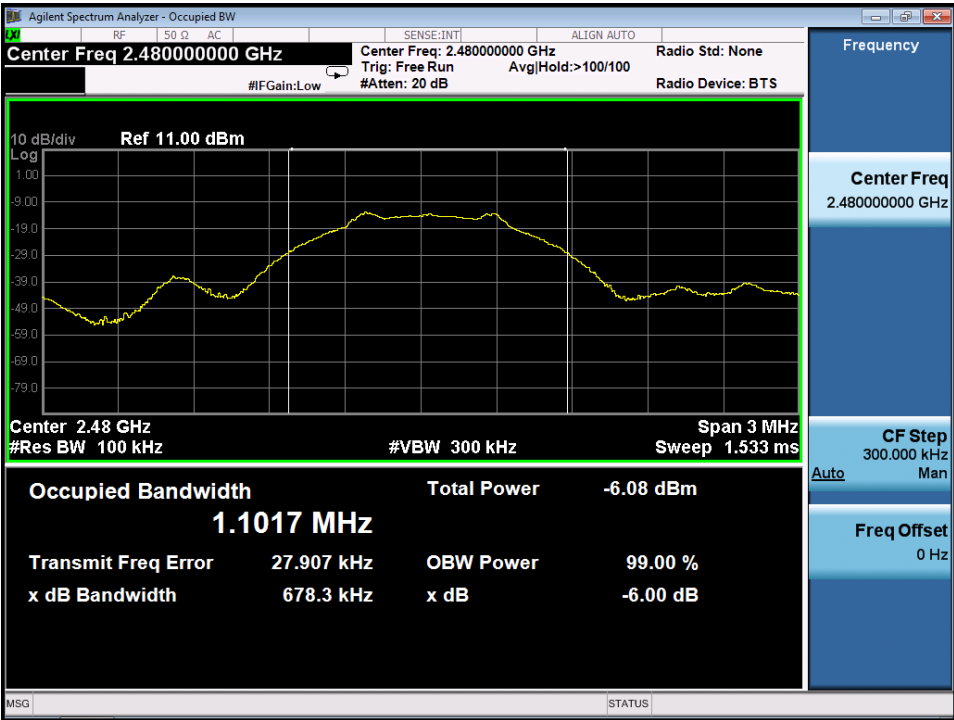 Agilent Spectrum Analyzer - Occupied BW
LXI RF 50 Ω AC SENSE:INT ALIGN AUTO
Center Freq 2.480000000 GHz
Center Freq: 2.480000000 GHz
Radio Std: None
Trig: Free Run Avg|Hold:>100/100
#IFGain:Low #Atten: 20 dB Radio Device: BTS
10 dB/div Ref 11.00 dBm
Log
1.00
-9.00
-19.0
-29.0
-39.0
-49.0
-59.0
-69.0
-79.0
Center 2.48 GHz Span 3 MHz
#Res BW 100 kHz #VBW 300 kHz Sweep 1.533 ms
Occupied Bandwidth Total Power -6.08 dBm
1.1017 MHz
Transmit Freq Error 27.907 kHz OBW Power 99.00 %
x dB Bandwidth 678.3 kHz x dB -6.00 dB
MSG STATUS
Frequency
Center Freq
2.480000000 GHz
CF Step
300.000 kHz
Auto Man
Freq Offset
0 Hz